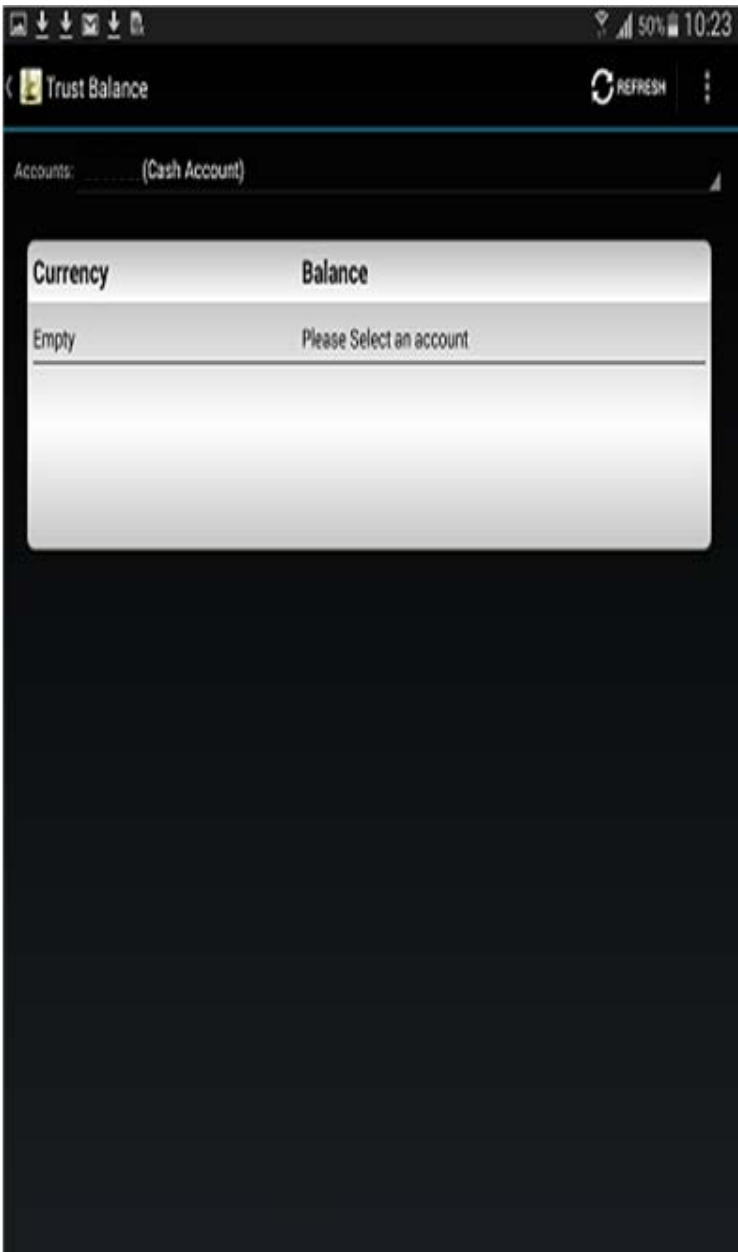 50% 10:23
Trust Balance REFRESH
Accounts: (Cash Account)
Currency Balance
Empty Please Select an account